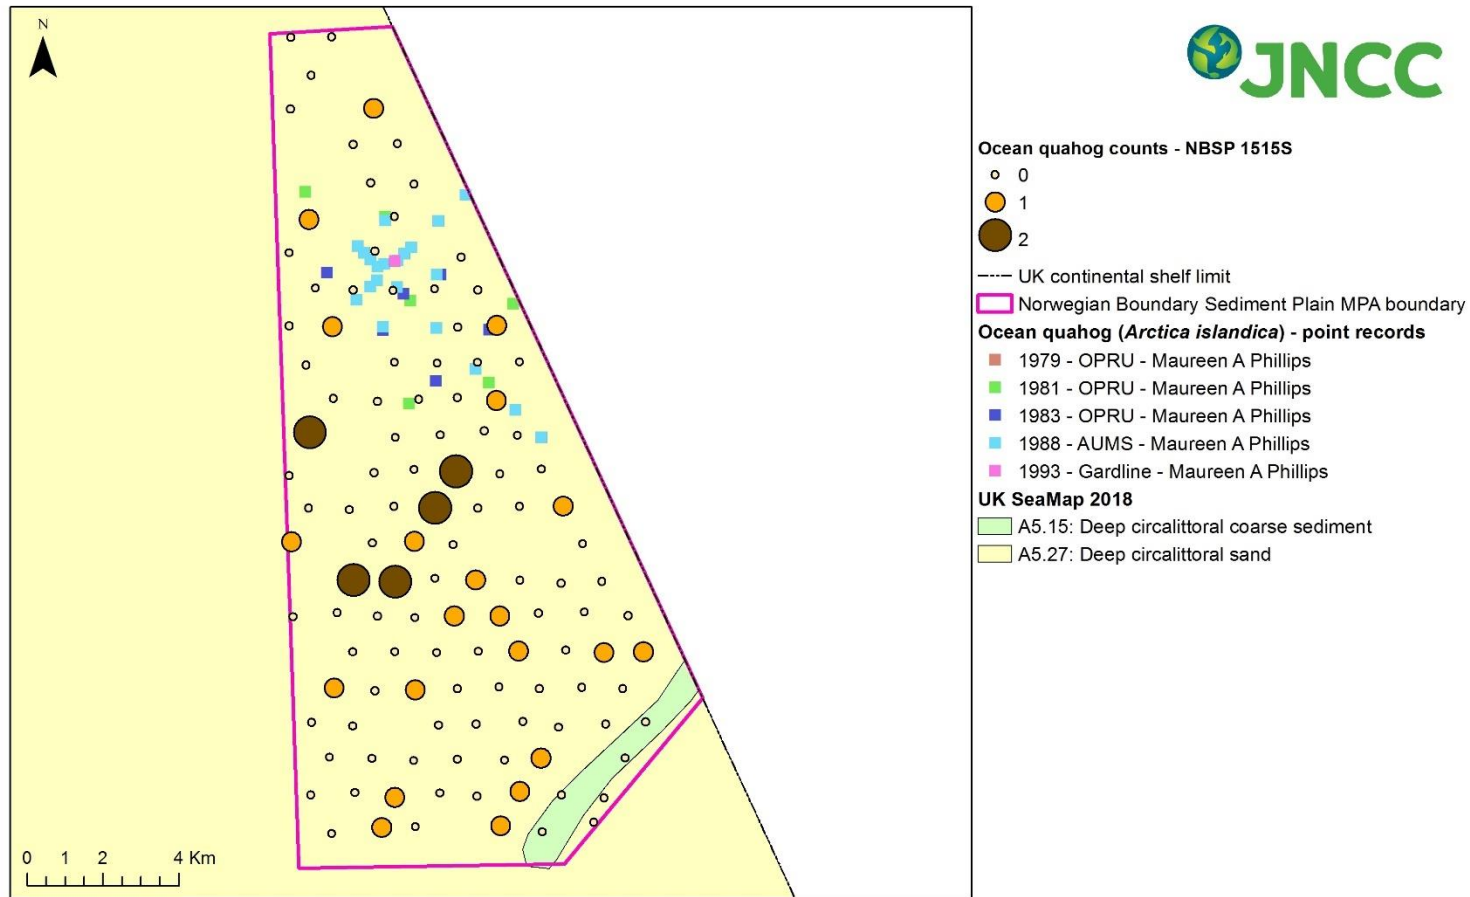 N
JNCC
Ocean quahog counts - NBSP 1515S
0
1
2
UK continental shelf limit
Norwegian Boundary Sediment Plain MPA boundary
Ocean quahog (Arctica islandica) - point records
1979 - OPRU - Maureen A Phillips
1981 - OPRU - Maureen A Phillips
1983 - OPRU - Maureen A Phillips
1988 - AUMS - Maureen A Phillips
1993 - Gardline - Maureen A Phillips
UK SeaMap 2018
A5.15: Deep circalittoral coarse sediment
A5.27: Deep circalittoral sand
0 1 2 4 Km